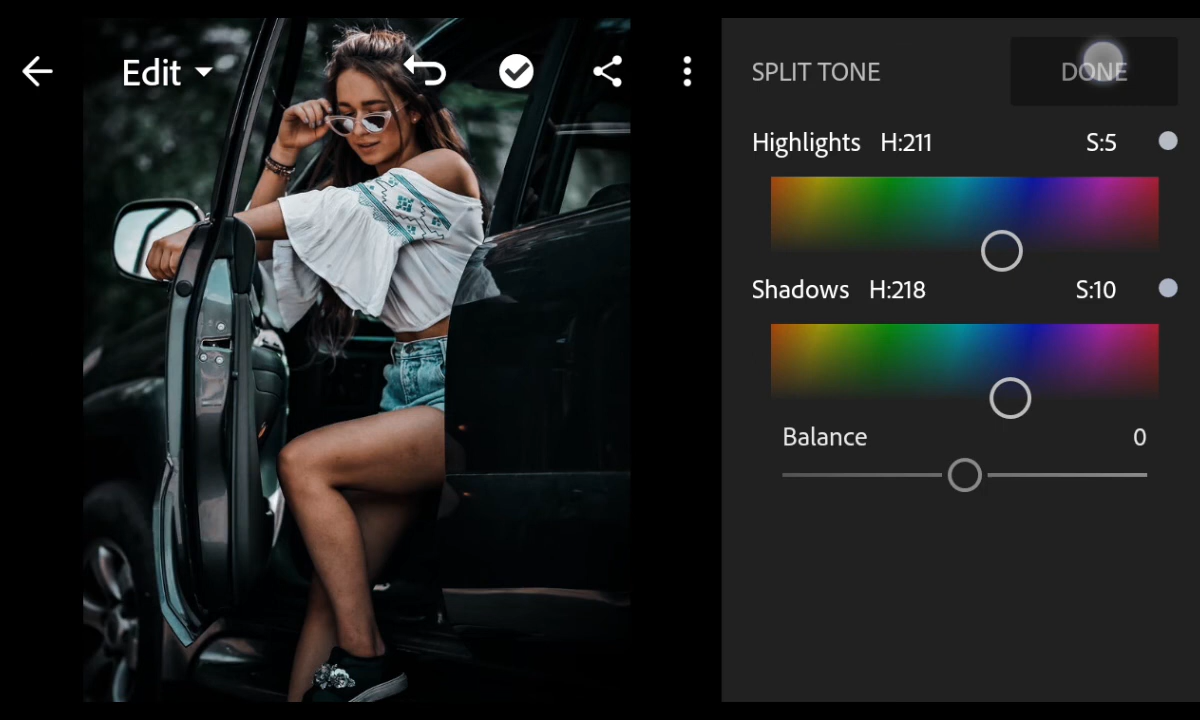 Edit
SPLIT TONE DONE
Highlights H:211 S:5
Shadows H:218 S:10
Balance 0